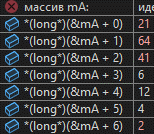 массив mA: иде
*(long*)(&mA + 0) 21
*(long*)(&mA + 1) 64
*(long*)(&mA + 2) 41
*(long*)(&mA + 3) 6
*(long*)(&mA + 4) 12
*(long*)(&mA + 5) 4
*(long*)(&mA + 6) 2